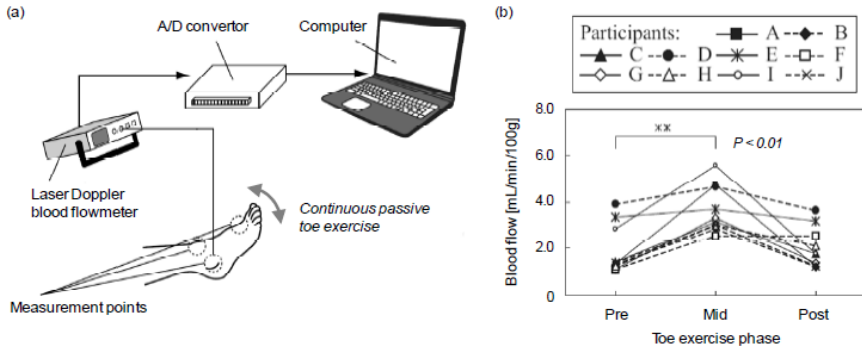 (a)
A/D convertor
Computer
Laser Doppler
blood flowmeter
Continuous passive
toe exercise
Measurement points
(b)
Participants:
A B
C D E F
G H I J
8.0
6.0
4.0
2.0
0
Blood flow [mL/min/100g]
** P < 0.01
Pre Mid Post
Toe exercise phase